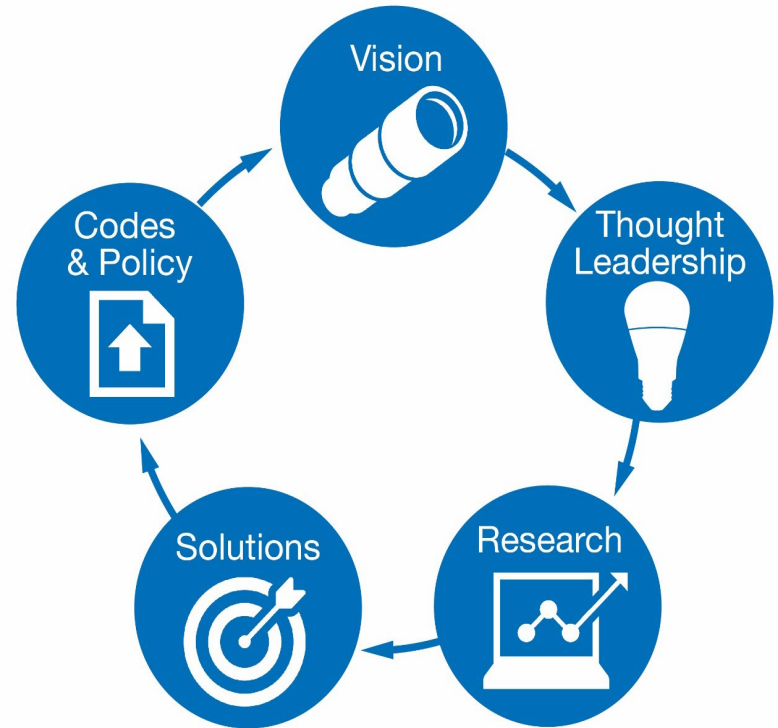 Vision
Thought
Leadership
Research
Solutions
Codes
& Policy